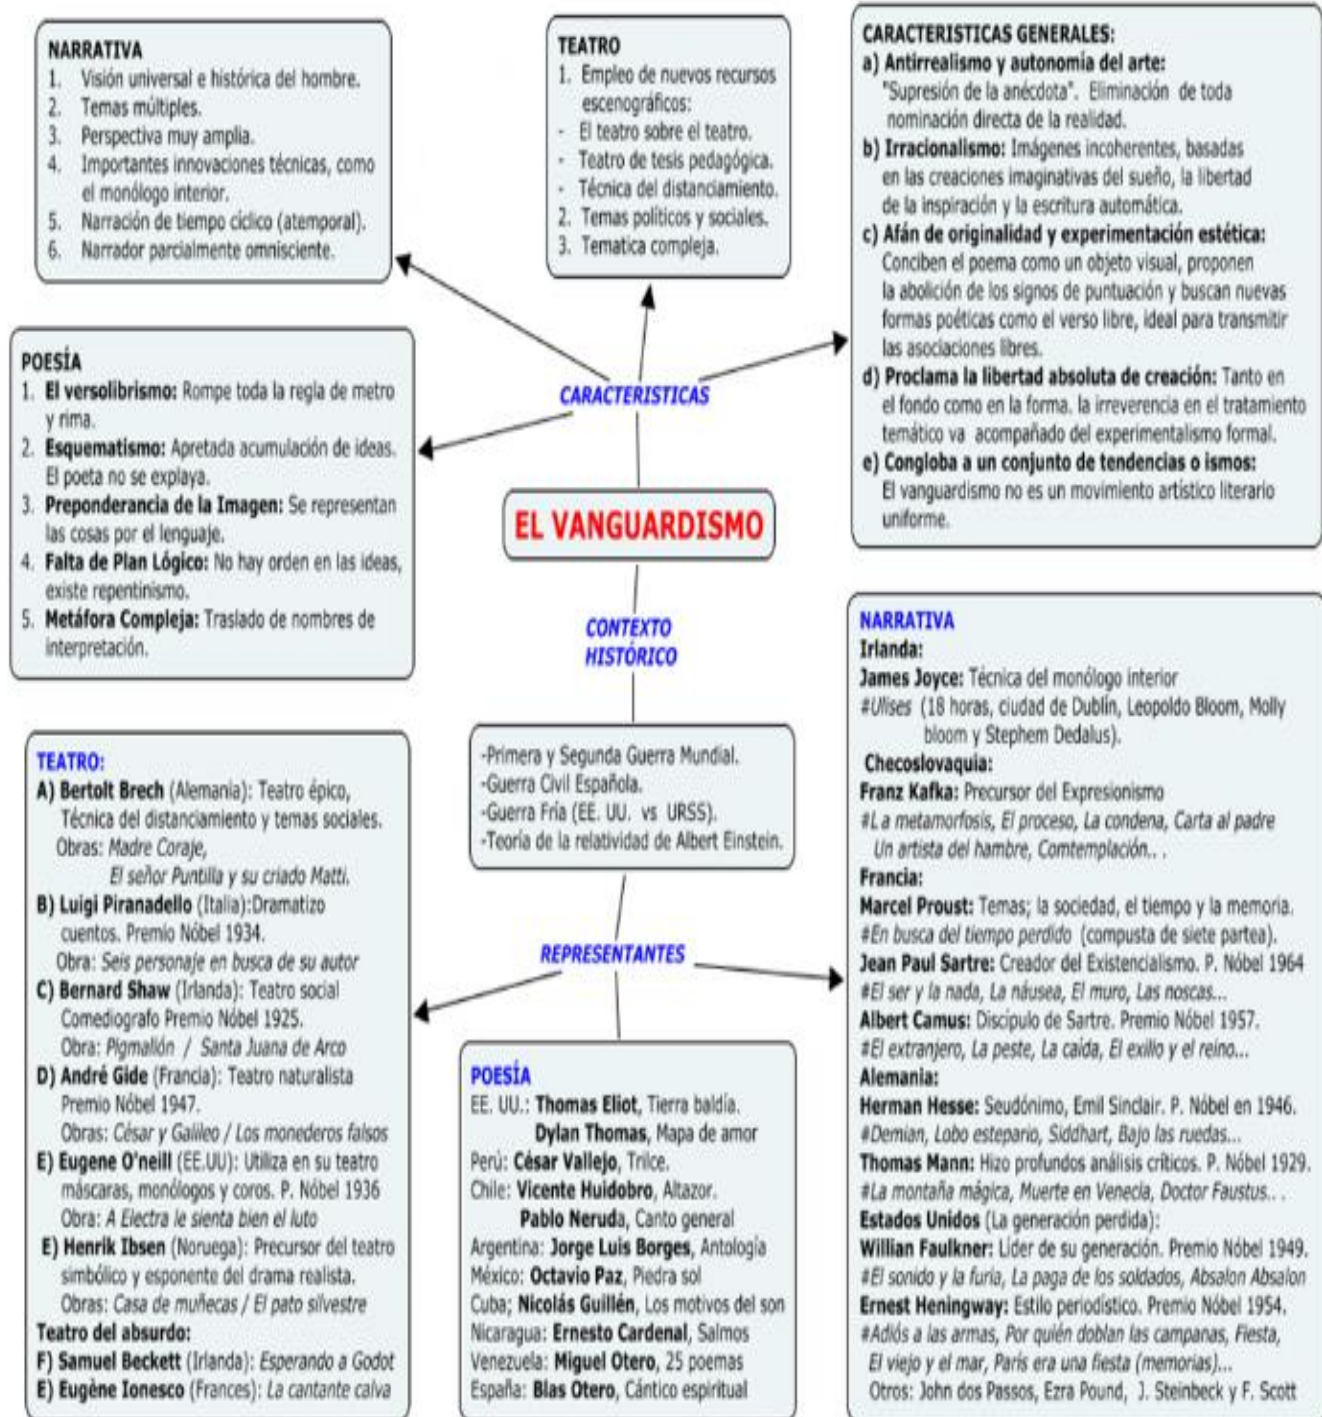 NARRATIVA
1. Visión universal e histórica del hombre.
2. Temas múltiples.
3. Perspectiva muy amplia.
4. Importantes innovaciones técnicas, como
el monólogo interior.
5. Narración de tiempo cíclico (atemporal).
6. Narrador parcialmente omnisciente.
TEATRO
1. Empleo de nuevos recursos
escenográficos:
- El teatro sobre el teatro.
- Teatro de tesis pedagógica.
- Técnica del distanciamiento.
2. Temas políticos y sociales.
3. Tematica compleja.
CARACTERISTICAS GENERALES:
a) Antirrealismo y autonomía del arte:
"Supresión de la anécdota". Eliminación de toda
nominación directa de la realidad.
b) Irracionalismo: Imágenes incoherentes, basadas
en las creaciones imaginativas del sueño, la libertad
de la inspiración y la escritura automática.
c) Afán de originalidad y experimentación estética:
Conciben el poema como un objeto visual, proponen
la abolición de los signos de puntuación y buscan nuevas
formas poéticas como el verso libre, ideal para transmitir
las asociaciones libres.
d) Proclama la libertad absoluta de creación: Tanto en
el fondo como en la forma. la irreverencia en el tratamiento
temático va acompañado del experimentalismo formal.
e) Congloba a un conjunto de tendencias o ismos:
El vanguardismo no es un movimiento artístico literario
uniforme.
POESÍA
1. El versolibrismo: Rompe toda la regla de metro
y rima.
2. Esquematismo: Apretada acumulación de ideas.
El poeta no se explaya.
3. Preponderancia de la Imagen: Se representan
las cosas por el lenguaje.
4. Falta de Plan Lógico: No hay orden en las ideas,
existe repentinismo.
5. Metáfora Compleja: Traslado de nombres de
interpretación.
CARACTERISTICAS
EL VANGUARDISMO
CONTEXTO
HISTÓRICO
-Primera y Segunda Guerra Mundial.
-Guerra Civil Española.
-Guerra Fría (EE. UU. vs URSS).
-Teoría de la relatividad de Albert Einstein.
REPRESENTANTES
TEATRO:
A) Bertolt Brech (Alemania): Teatro épico,
Técnica del distanciamiento y temas sociales.
Obras: Madre Coraje,
El señor Puntilla y su criado Matti.
B) Luigi Piranadello (Italia):Dramatizo
cuentos. Premio Nóbel 1934.
Obra: Seis personaje en busca de su autor
C) Bernard Shaw (Irlanda): Teatro social
Comediografo Premio Nóbel 1925.
Obra: Pigmalión / Santa Juana de Arco
D) André Gide (Francia): Teatro naturalista
Premio Nóbel 1947.
Obras: César y Galileo / Los monederos falsos
E) Eugene O'neill (EE.UU): Utiliza en su teatro
máscaras, monólogos y coros. P. Nóbel 1936
Obra: A Electra le sienta bien el luto
E) Henrik Ibsen (Noruega): Precursor del teatro
simbólico y esponente del drama realista.
Obras: Casa de muñecas / El pato silvestre
Teatro del absurdo:
F) Samuel Beckett (Irlanda): Esperando a Godot
E) Eugène Ionesco (Frances): La cantante calva
POESÍA
EE. UU.: Thomas Eliot, Tierra baldía.
Dylan Thomas, Mapa de amor
Perú: César Vallejo, Trilce.
Chile: Vicente Huidobro, Altazor.
Pablo Neruda, Canto general
Argentina: Jorge Luis Borges, Antología
México: Octavio Paz, Piedra sol
Cuba; Nicolás Guillén, Los motivos del son
Nicaragua: Ernesto Cardenal, Salmos
Venezuela: Miguel Otero, 25 poemas
España: Blas Otero, Cántico espiritual
NARRATIVA
Irlanda:
James Joyce: Técnica del monólogo interior
#Ulises (18 horas, ciudad de Dublín, Leopoldo Bloom, Molly
bloom y Stephem Dedalus).
Checoslovaquia:
Franz Kafka: Precursor del Expresionismo
#La metamorfosis, El proceso, La condena, Carta al padre
Un artista del hambre, Comtemplación.. .
Francia:
Marcel Proust: Temas; la sociedad, el tiempo y la memoria.
#En busca del tiempo perdido (compusta de siete partea).
Jean Paul Sartre: Creador del Existencialismo. P. Nóbel 1964
#El ser y la nada, La náusea, El muro, Las noscas...
Albert Camus: Discípulo de Sartre. Premio Nóbel 1957.
#El extranjero, La peste, La caída, El exilio y el reino...
Alemania:
Herman Hesse: Seudónimo, Emil Sinclair. P. Nóbel en 1946.
#Demian, Lobo estepario, Siddhart, Bajo las ruedas...
Thomas Mann: Hizo profundos análisis críticos. P. Nóbel 1929.
#La montaña mágica, Muerte en Venecia, Doctor Faustus.. .
Estados Unidos (La generación perdida):
Willian Faulkner: Líder de su generación. Premio Nóbel 1949.
#El sonido y la furia, La paga de los soldados, Absalon Absalon
Ernest Heningway: Estilo periodístico. Premio Nóbel 1954.
#Adiós a las armas, Por quién doblan las campanas, Fiesta,
El viejo y el mar, Paris era una fiesta (memorias)...
Otros: John dos Passos, Ezra Pound, J. Steinbeck y F. Scott